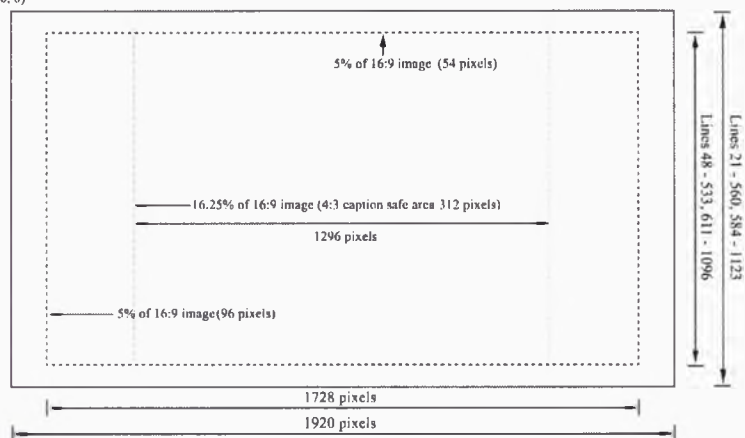 5% of 16:9 image (54 pixels)
16.25% of 16:9 image (4:3 caption safe area 312 pixels)
1296 pixels
5% of 16:9 image(96 pixels)
1728 pixels
1920 pixels
Lines 48 - 533, 611 - 1096
Lines 21 - 560, 584 - 1123